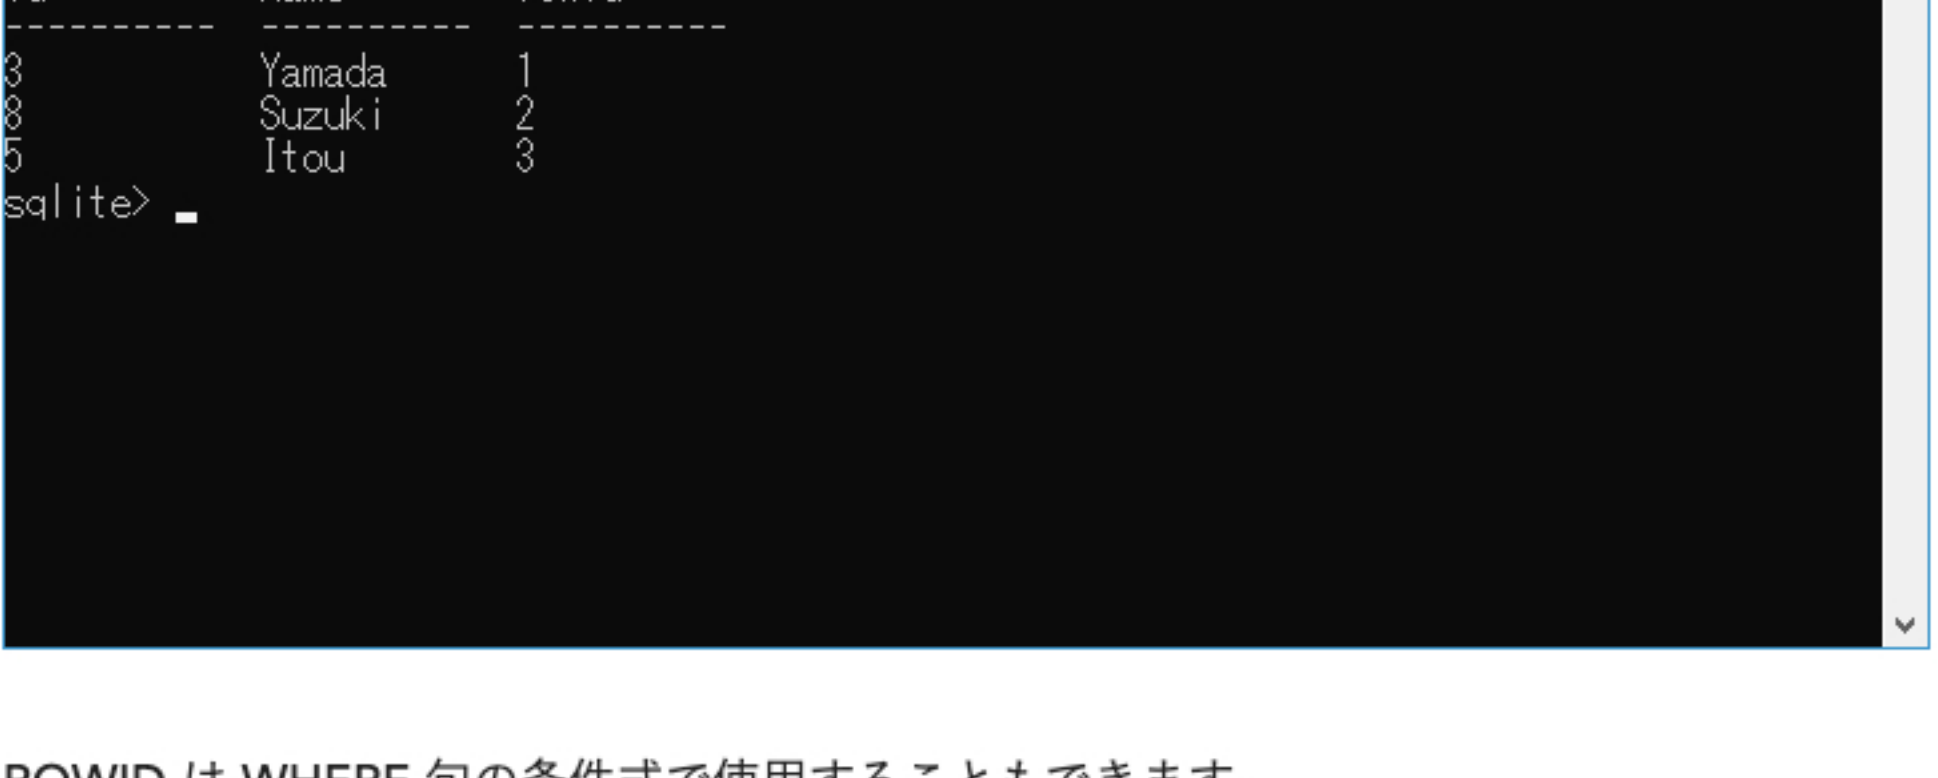 ---------- ---------- ----------
3 Yamada 1
8 Suzuki 2
5 Itou 3
sqlite>
ROWID は WHERE 句の条件式で使用することもできます